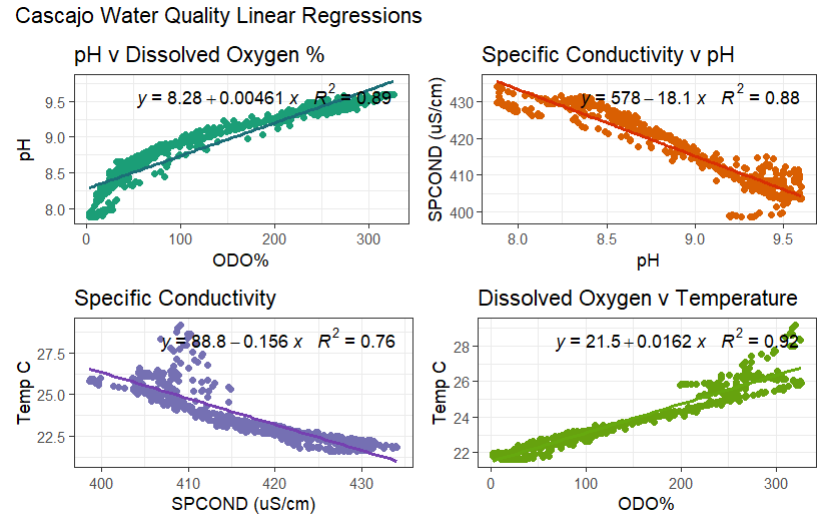 Cascajo Water Quality Linear Regressions
pH v Dissolved Oxygen %
y = 8.28 + 0.00461 x R² = 0.89
pH
9.5
9.0
8.5
8.0
0 100 200 300
ODO%
Specific Conductivity v pH
y = 578 − 18.1 x R² = 0.88
SPCOND (uS/cm)
430
420
410
400
8.0 8.5 9.0 9.5
pH
Specific Conductivity
y = 88.8 − 0.156 x R² = 0.76
Temp C
27.5
25.0
22.5
400 410 420 430
SPCOND (uS/cm)
Dissolved Oxygen v Temperature
y = 21.5 + 0.0162 x R² = 0.92
Temp C
28
26
24
22
0 100 200 300
ODO%